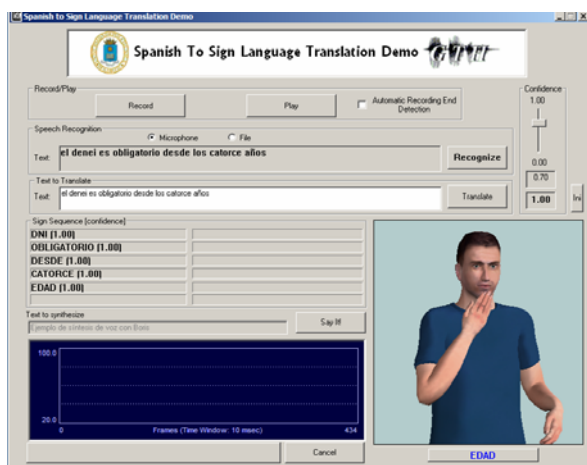 Spanish to Sign Language Translation Demo
Spanish To Sign Language Translation Demo GTH
Record/Play
Record
Play
Automatic Recording End
Detection
Confidence
1.00
0.00
0.70
1.00
Ini
Speech Recognition
Microphone
File
Text:
el denei es obligatorio desde los catorce años
Recognize
Text to Translate
Text:
el denei es obligatorio desde los catorce años
Translate
Sign Sequence (confidence)
DNI (1.00)
OBLIGATORIO (1.00)
DESDE (1.00)
CATORCE (1.00)
EDAD (1.00)
Text to synthesize
Ejemplo de síntesis de voz con Boris
Say It!
100.0
20.0
0
Frames (Time Window: 10 msec)
434
Cancel
EDAD